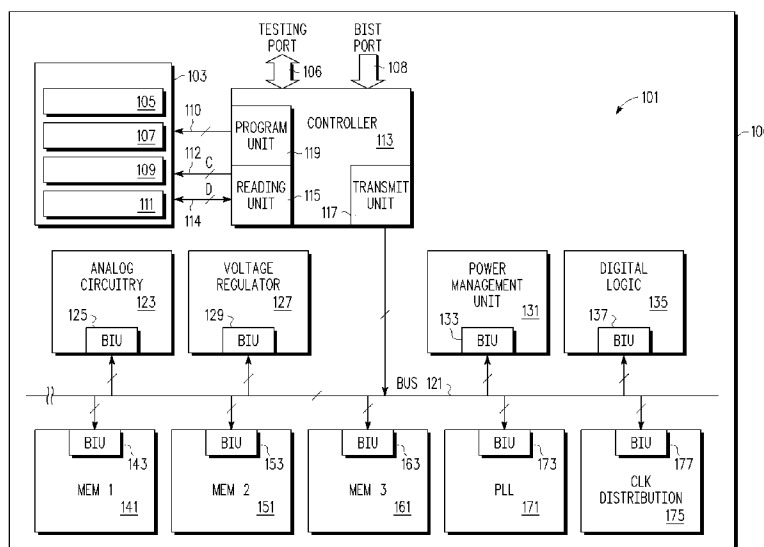 TESTING PORT
BIST PORT
106
108
103
101
105
107
109
111
110
112
C
D
114
PROGRAM UNIT
119
CONTROLLER
113
READING UNIT
115
117
TRANSMIT UNIT
ANALOG CIRCUITRY
123
125
BIU
VOLTAGE REGULATOR
127
129
BIU
POWER MANAGEMENT UNIT
131
133
BIU
DIGITAL LOGIC
135
137
BIU
BUS 121
BIU
143
MEM 1
141
BIU
153
MEM 2
151
BIU
163
MEM 3
161
BIU
173
PLL
171
BIU
177
CLK DISTRIBUTION
175